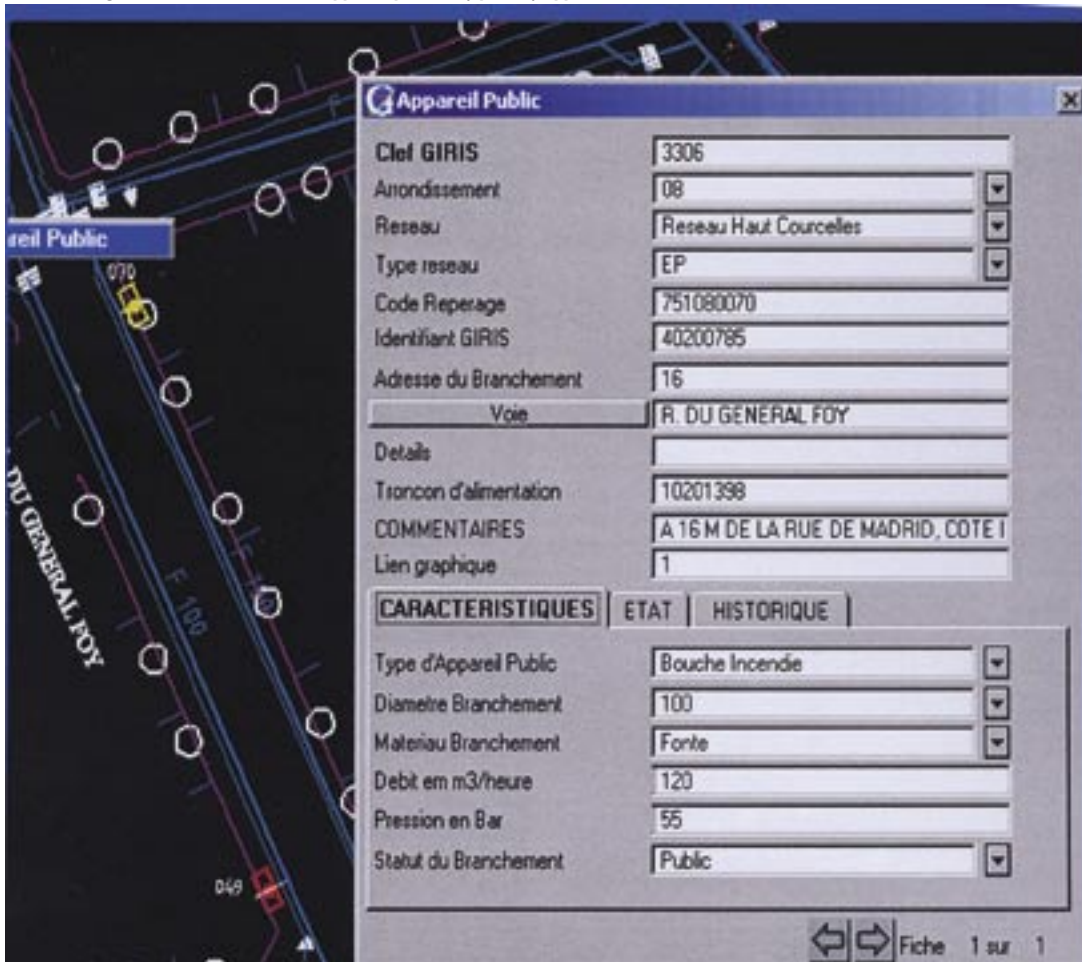 Appareil Public
Clef GIRIS 3306
Arrondissement 08
Reseau Reseau Haut Courcelles
Type reseau EP
Code Reperage 751080070
Identifiant GIRIS 40200785
Adresse du Branchement 16
Voie R. DU GENERAL FOY
Details
Troncon d'alimentation 10201398
COMMENTAIRES A 16 M DE LA RUE DE MADRID, COTE I
Lien graphique 1
CARACTERISTIQUES ETAT HISTORIQUE
Type d'Appareil Public Bouche Incendie
Diametre Branchement 100
Materiau Branchement Fonte
Debit em m3/heure 120
Pression en Bar 55
Statut du Branchement Public
Fiche 1 sur 1
reil Public
070
DU GENERAL FOY
F 100
049